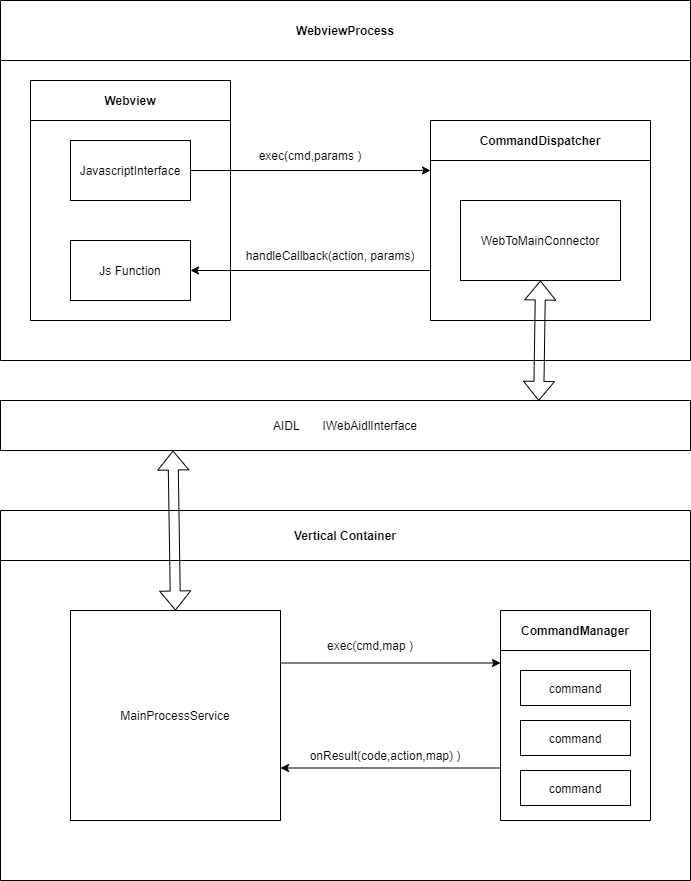 WebviewProcess
Webview
JavascriptInterface
exec(cmd,params )
CommandDispatcher
WebToMainConnector
handleCallback(action, params)
Js Function
AIDL IWebAidlInterface
Vertical Container
MainProcessService
exec(cmd,map )
CommandManager
command
command
onResult(code,action,map) )
command